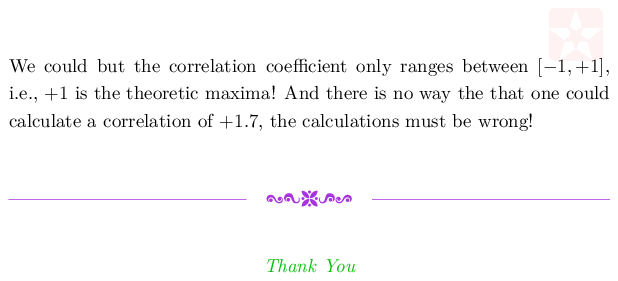 We could but the correlation coefficient only ranges between [−1, +1],
i.e., +1 is the theoretic maxima! And there is no way the that one could
calculate a correlation of +1.7, the calculations must be wrong!
Thank You